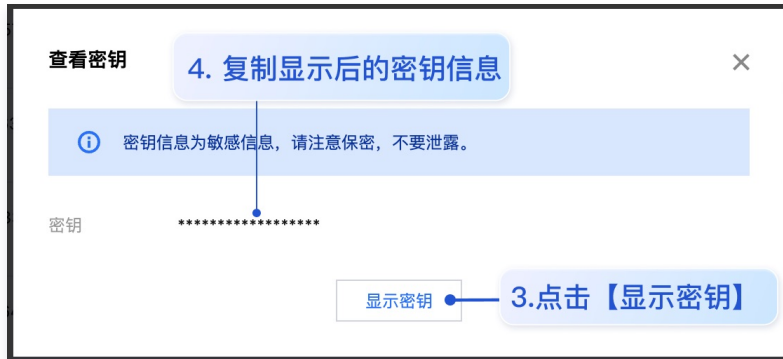 查看密钥
4. 复制显示后的密钥信息
密钥信息为敏感信息，请注意保密，不要泄露。
密钥
******************
显示密钥
3.点击【显示密钥】